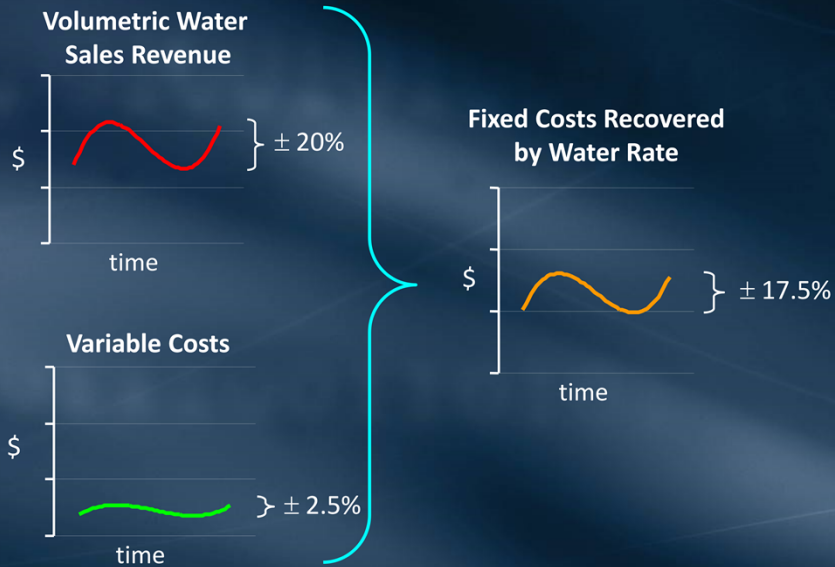 Volumetric Water
Sales Revenue
$
± 20%
time
Variable Costs
$
± 2.5%
time
Fixed Costs Recovered
by Water Rate
$
± 17.5%
time